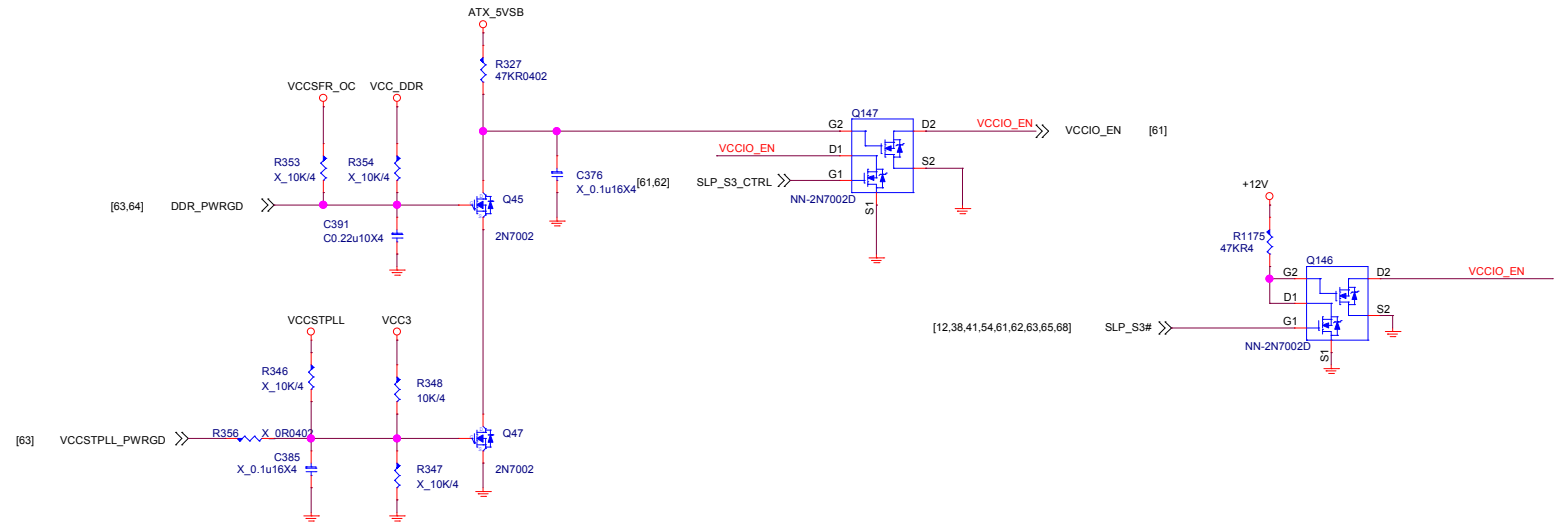 ATX_5VSB
R327
47KR0402
VCCSFR_OC
VCC_DDR
R353
X_10K/4
R354
X_10K/4
[63,64]
DDR_PWRGD
C391
C0.22u10X4
Q45
2N7002
C376
X_0.1u16X4
Q147
G2
D2
VCCIO_EN
VCCIO_EN
[61]
VCCIO_EN
D1
S2
[61,62]
SLP_S3_CTRL
G1
NN-2N7002D
S1
+12V
R1175
47KR4
Q146
G2
D2
VCCIO_EN
D1
S2
[12,38,41,54,61,62,63,65,68]
SLP_S3#
G1
NN-2N7002D
S1
VCCSTPLL
VCC3
R346
X_10K/4
R348
10K/4
[63]
VCCSTPLL_PWRGD
R356
X_0R0402
Q47
2N7002
C385
X_0.1u16X4
R347
X_10K/4